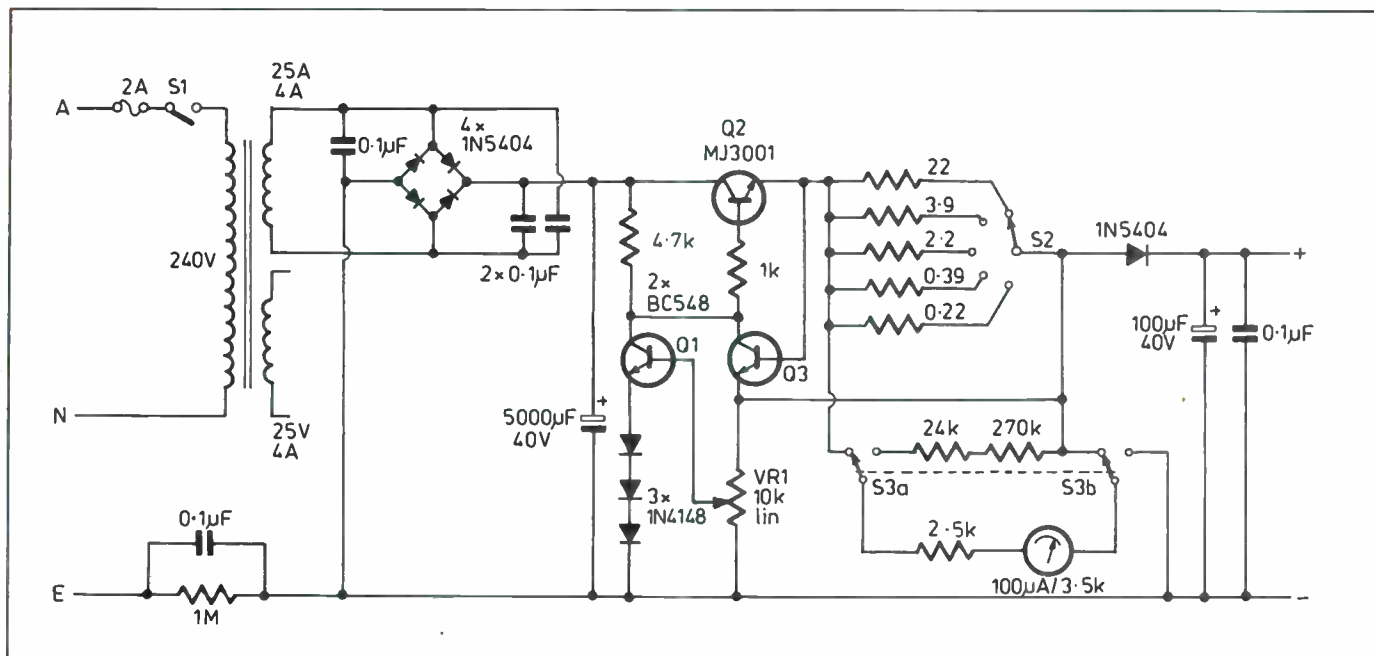 A
2A
S1
25A
4A
0·1µF
4×
1N5404
240V
2×0·1µF
25V
4A
N
0·1µF
E
1M
5000µF
40V
+
4·7k
2×
BC548
Q1
3×
1N4148
Q2
MJ3001
1k
Q3
VR1
10k
lin
22
3·9
2·2
0·39
0·22
S2
24k
270k
S3a
S3b
2·5k
100µA/3·5k
1N5404
100µF
40V
+
0·1µF
+
−